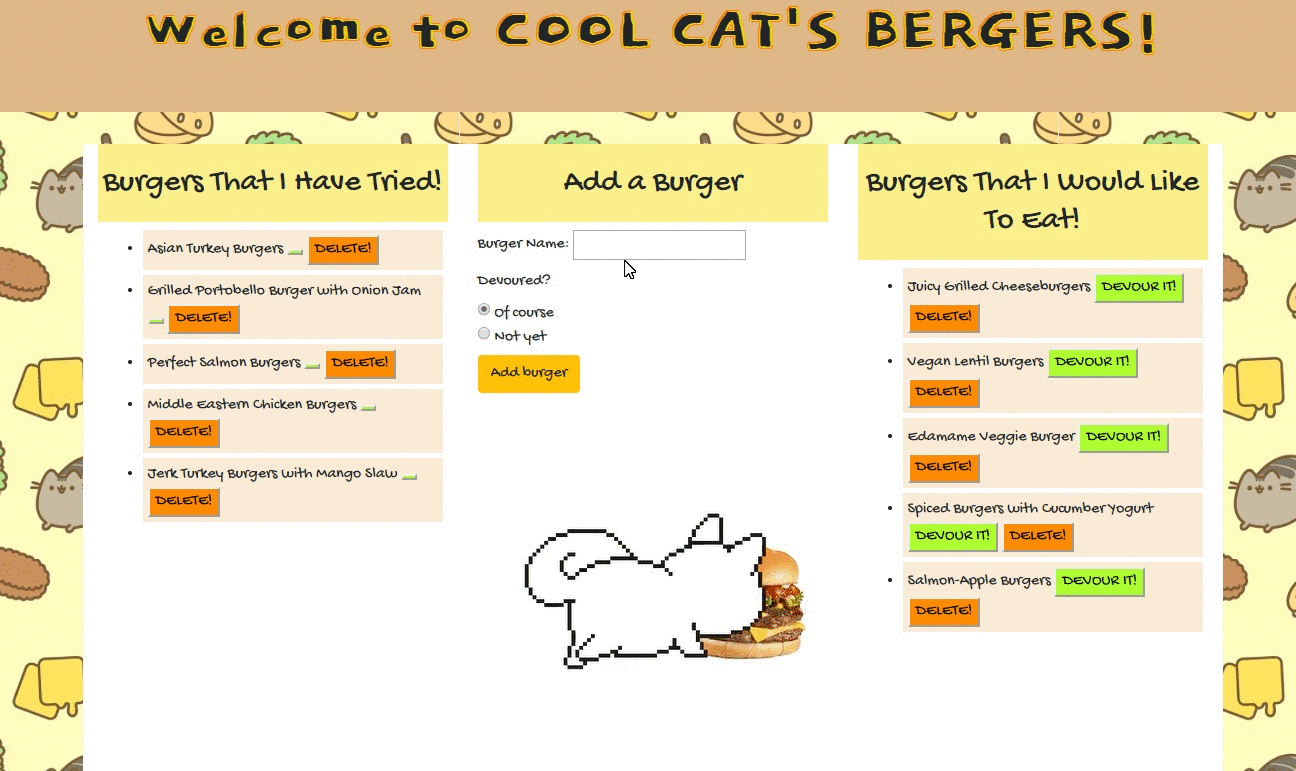 Welcome to COOL CAT'S BERGERS!
Burgers That I Have Tried!
Asian Turkey Burgers DELETE!
Grilled Portobello Burger with Onion Jam
DELETE!
Perfect Salmon Burgers DELETE!
Middle Eastern Chicken Burgers
DELETE!
Jerk Turkey Burgers with Mango Slaw
DELETE!
Add a Burger
Burger Name:
Devoured?
Of course
Not yet
Add burger
Burgers That I Would Like
To Eat!
Juicy Grilled Cheeseburgers DEVOUR IT!
DELETE!
Vegan Lentil Burgers DEVOUR IT!
DELETE!
Edamame Veggie Burger DEVOUR IT!
DELETE!
Spiced Burgers with Cucumber Yogurt
DEVOUR IT! DELETE!
Salmon-Apple Burgers DEVOUR IT!
DELETE!